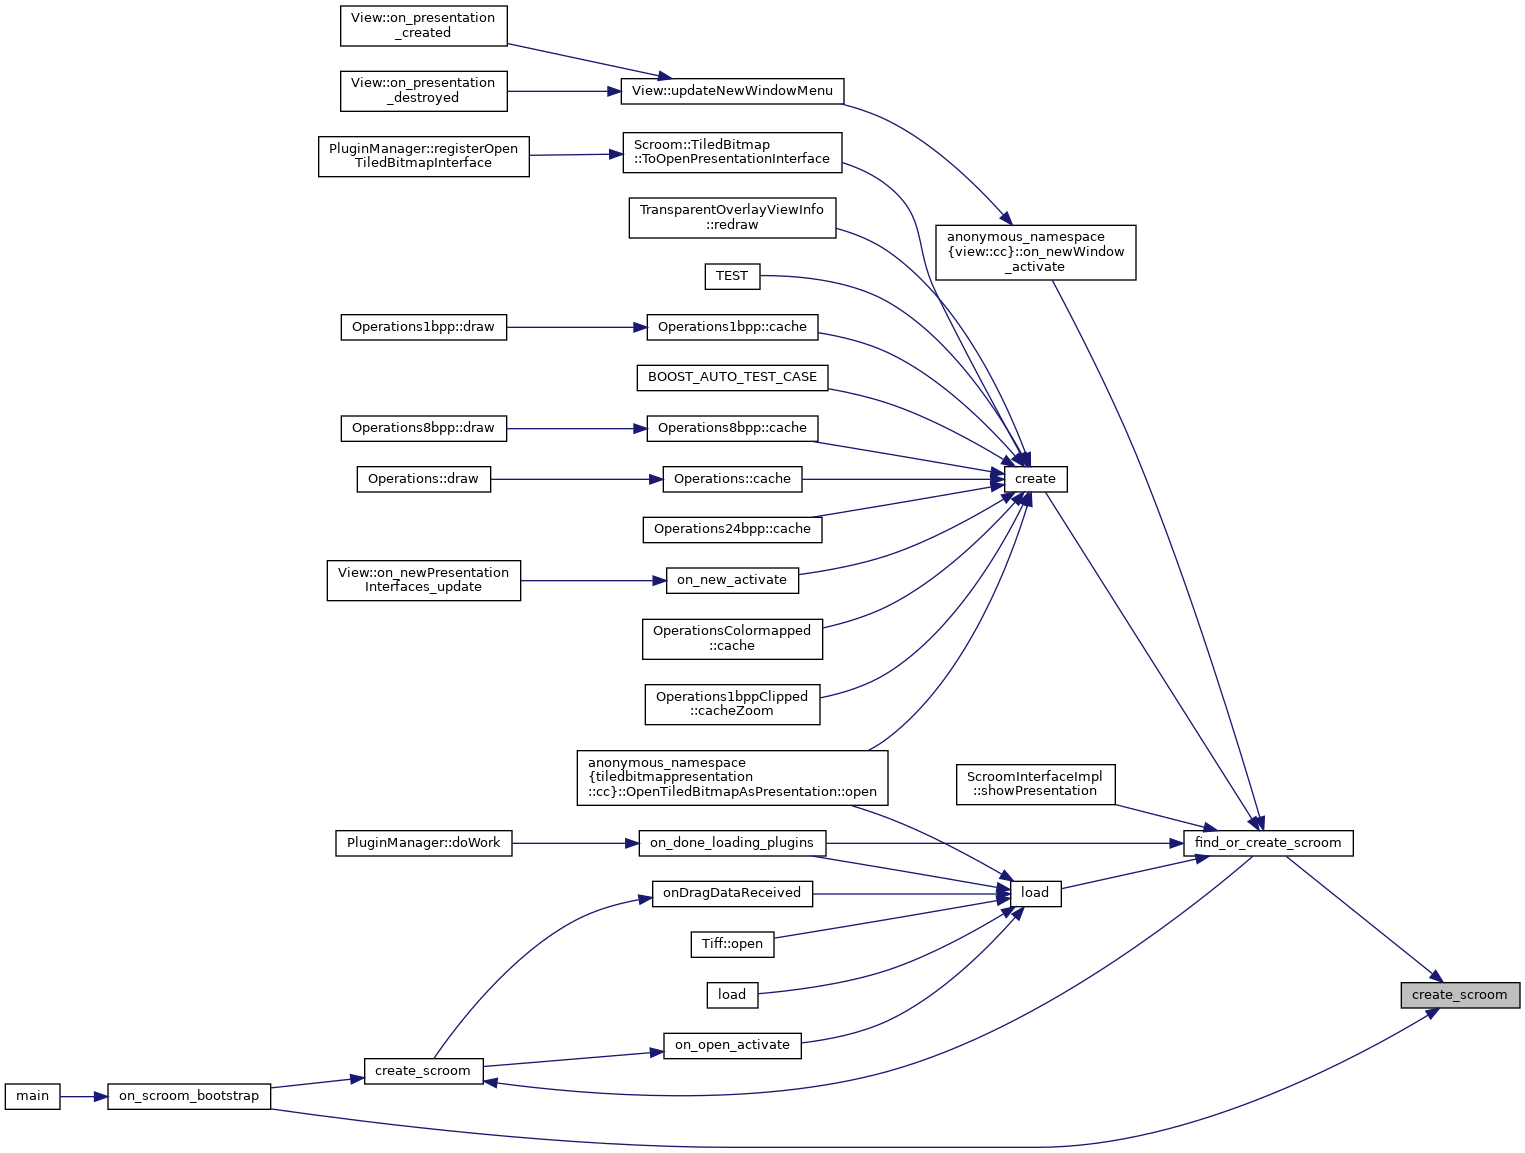 View::on_presentation
_created
View::on_presentation
_destroyed
View::updateNewWindowMenu
PluginManager::registerOpen
TiledBitmapInterface
Scroom::TiledBitmap
::ToOpenPresentationInterface
TransparentOverlayViewInfo
::redraw
anonymous_namespace
{view::cc}::on_newWindow
_activate
TEST
Operations1bpp::draw
Operations1bpp::cache
BOOST_AUTO_TEST_CASE
Operations8bpp::draw
Operations8bpp::cache
Operations::draw
Operations::cache
create
Operations24bpp::cache
View::on_newPresentation
Interfaces_update
on_new_activate
OperationsColormapped
::cache
Operations1bppClipped
::cacheZoom
anonymous_namespace
{tiledbitmappresentation
::cc}::OpenTiledBitmapAsPresentation::open
ScroomInterfaceImpl
::showPresentation
PluginManager::doWork
on_done_loading_plugins
find_or_create_scroom
onDragDataReceived
load
Tiff::open
load
create_scroom
on_open_activate
create_scroom
main
on_scroom_bootstrap